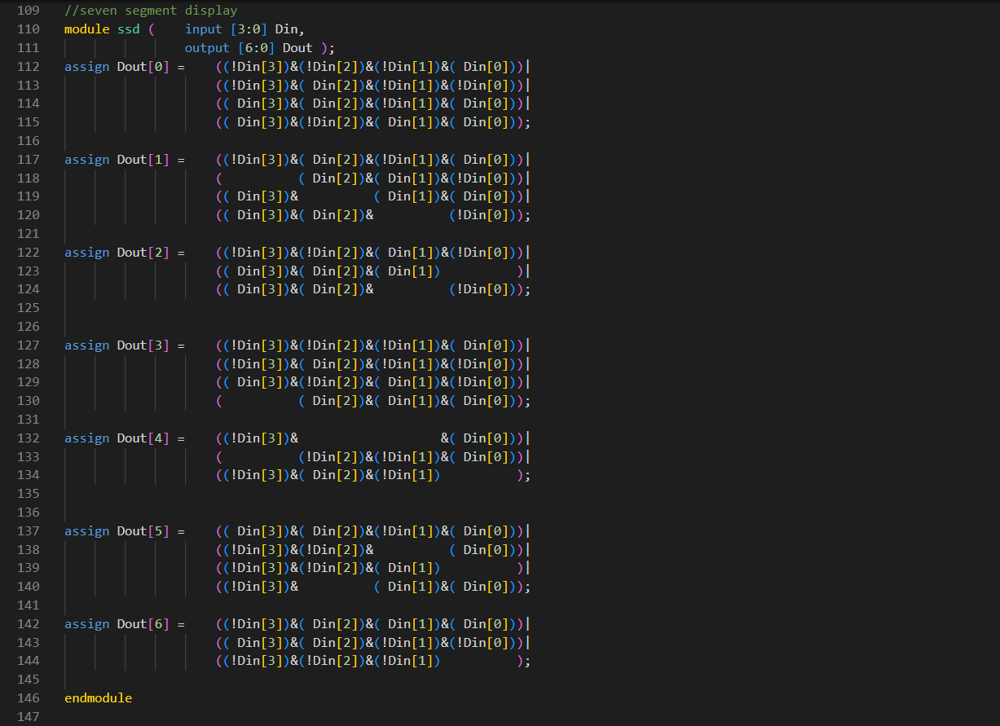 109 //seven segment display
110 module ssd (    input [3:0] Din,
111                 output [6:0] Dout );
112 assign Dout[0] =    ((!Din[3])&(!Din[2])&(!Din[1])&( Din[0]))|
113                     ((!Din[3])&( Din[2])&(!Din[1])&(!Din[0]))|
114                     (( Din[3])&( Din[2])&(!Din[1])&( Din[0]))|
115                     (( Din[3])&(!Din[2])&( Din[1])&( Din[0]));
116
117 assign Dout[1] =    ((!Din[3])&( Din[2])&(!Din[1])&( Din[0]))|
118                     (          ( Din[2])&( Din[1])&(!Din[0]))|
119                     (( Din[3])&          ( Din[1])&( Din[0]))|
120                     (( Din[3])&( Din[2])&          (!Din[0]));
121
122 assign Dout[2] =    ((!Din[3])&(!Din[2])&( Din[1])&(!Din[0]))|
123                     (( Din[3])&( Din[2])&( Din[1])          )|
124                     (( Din[3])&( Din[2])&          (!Din[0]));
125
126
127 assign Dout[3] =    ((!Din[3])&(!Din[2])&(!Din[1])&( Din[0]))|
128                     ((!Din[3])&( Din[2])&(!Din[1])&(!Din[0]))|
129                     (( Din[3])&(!Din[2])&( Din[1])&(!Din[0]))|
130                     (          ( Din[2])&( Din[1])&( Din[0]));
131
132 assign Dout[4] =    ((!Din[3])&                   &( Din[0]))|
133                     (          (!Din[2])&(!Din[1])&( Din[0]))|
134                     ((!Din[3])&( Din[2])&(!Din[1])          );
135
136
137 assign Dout[5] =    (( Din[3])&( Din[2])&(!Din[1])&( Din[0]))|
138                     ((!Din[3])&(!Din[2])&          ( Din[0]))|
139                     ((!Din[3])&(!Din[2])&( Din[1])          )|
140                     ((!Din[3])&          ( Din[1])&( Din[0]));
141
142 assign Dout[6] =    ((!Din[3])&( Din[2])&( Din[1])&( Din[0]))|
143                     (( Din[3])&( Din[2])&(!Din[1])&(!Din[0]))|
144                     ((!Din[3])&(!Din[2])&(!Din[1])          );
145
146 endmodule
147